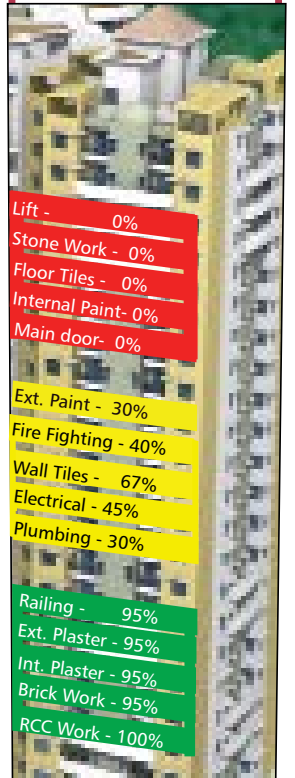 Lift - 0%
Stone Work - 0%
Floor Tiles - 0%
Internal Paint- 0%
Main door- 0%
Ext. Paint - 30%
Fire Fighting - 40%
Wall Tiles - 67%
Electrical - 45%
Plumbing - 30%
Railing - 95%
Ext. Plaster - 95%
Int. Plaster - 95%
Brick Work - 95%
RCC Work - 100%